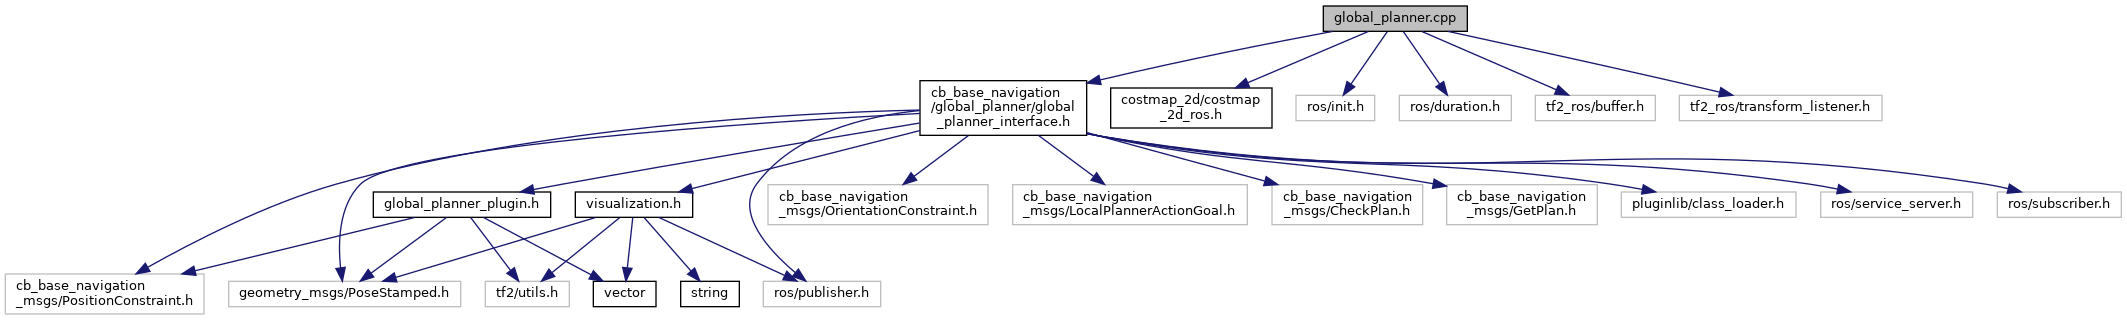 global_planner.cpp
cb_base_navigation
/global_planner/global
_planner_interface.h
costmap_2d/costmap
_2d_ros.h
ros/init.h
ros/duration.h
tf2_ros/buffer.h
tf2_ros/transform_listener.h
global_planner_plugin.h
visualization.h
cb_base_navigation
_msgs/OrientationConstraint.h
cb_base_navigation
_msgs/LocalPlannerActionGoal.h
cb_base_navigation
_msgs/CheckPlan.h
cb_base_navigation
_msgs/GetPlan.h
pluginlib/class_loader.h
ros/service_server.h
ros/subscriber.h
cb_base_navigation
_msgs/PositionConstraint.h
geometry_msgs/PoseStamped.h
tf2/utils.h
vector
string
ros/publisher.h